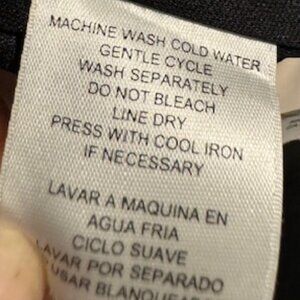 MACHINE WASH COLD WATER
GENTLE CYCLE
WASH SEPARATELY
DO NOT BLEACH
LINE DRY
PRESS WITH COOL IRON
IF NECESSARY
LAVAR A MAQUINA EN
AGUA FRIA
CICLO SUAVE
LAVAR POR SEPARADO
USAR